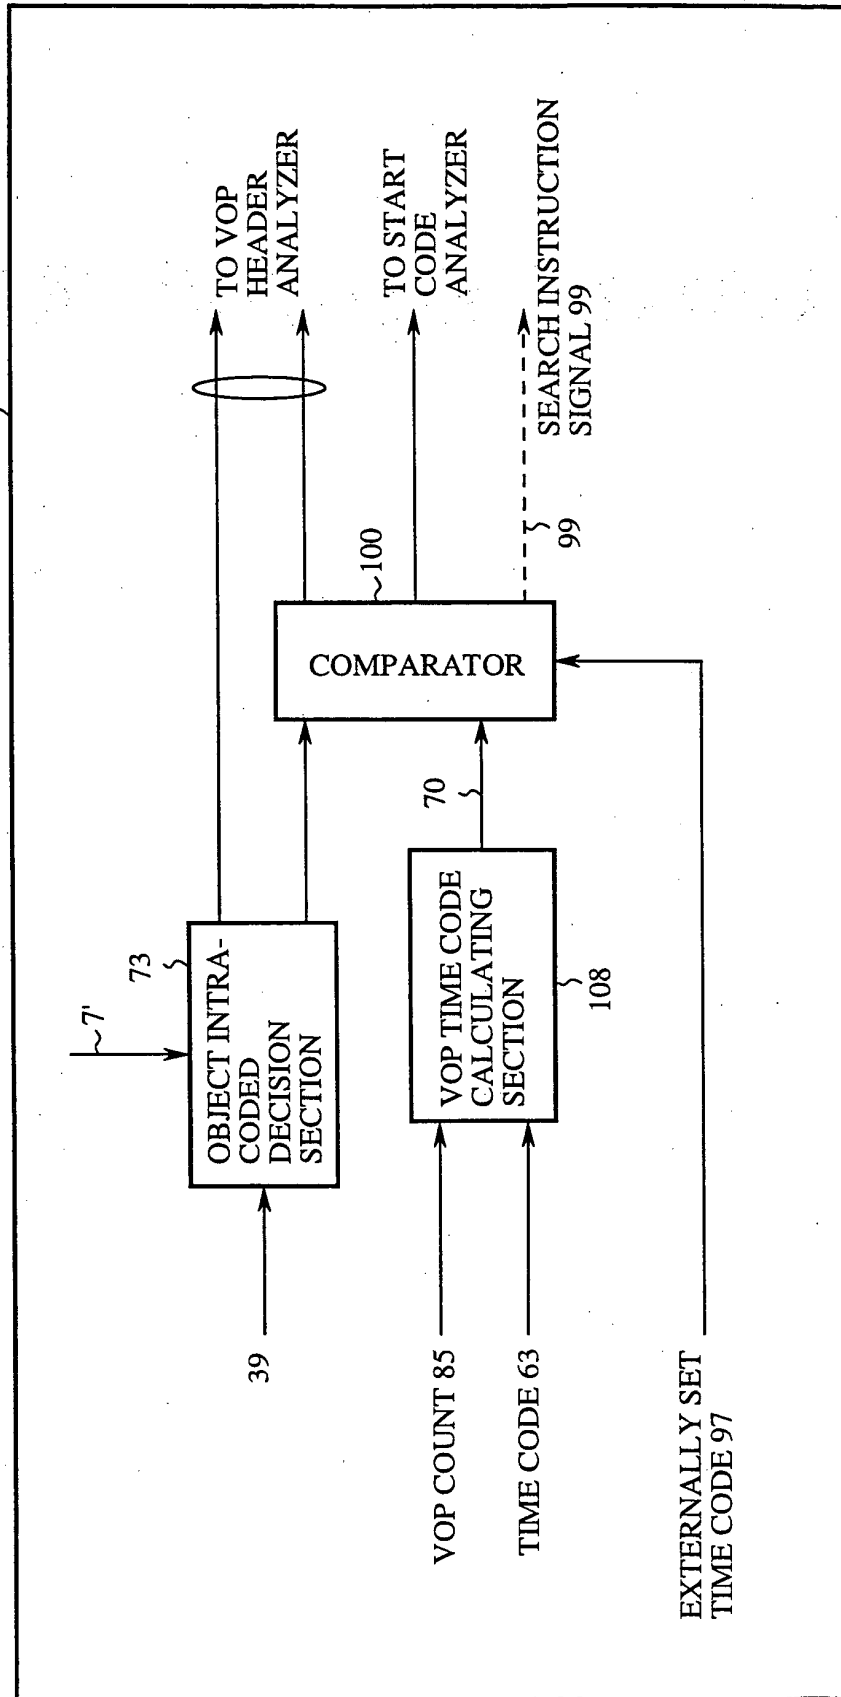 7'
73
OBJECT INTRA-
CODED
DECISION
SECTION
39
TO VOP
HEADER
ANALYZER
100
COMPARATOR
TO START
CODE
ANALYZER
99
SEARCH INSTRUCTION
SIGNAL 99
70
VOP TIME CODE
CALCULATING
SECTION
108
VOP COUNT 85
TIME CODE 63
EXTERNALLY SET
TIME CODE 97